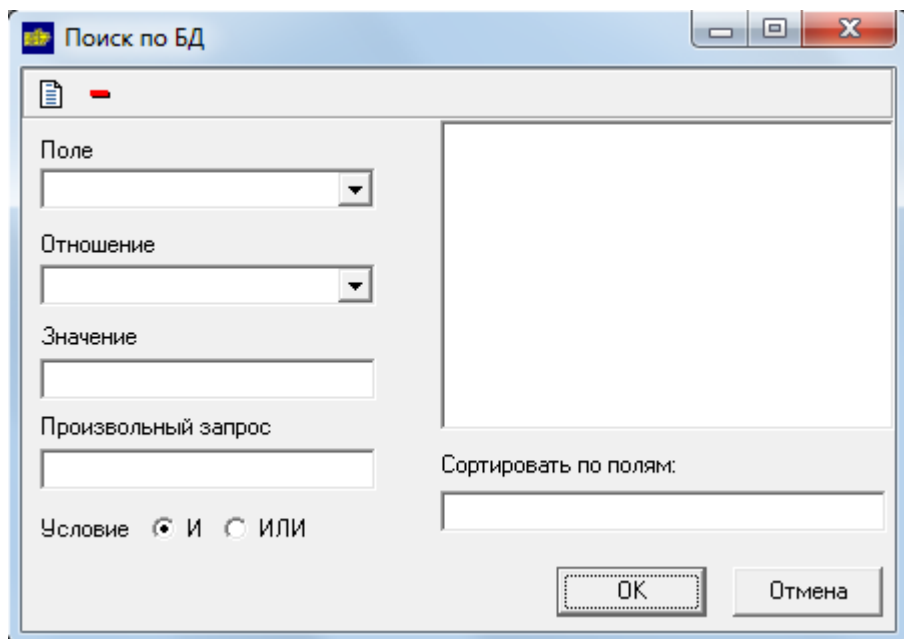 Поиск по БД
Поле
Отношение
Значение
Произвольный запрос
Условие И ИЛИ
Сортировать по полям:
OK Отмена